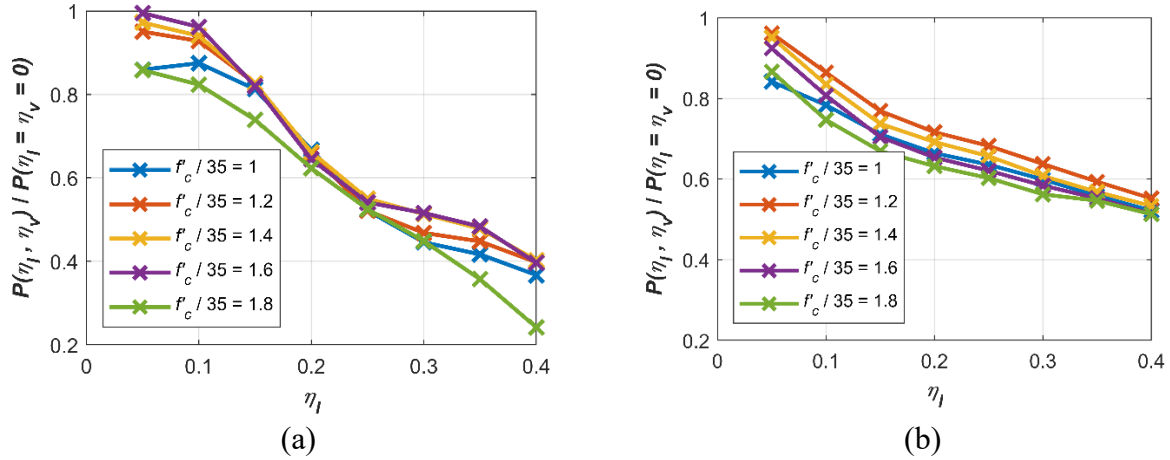 1
0.8
0.6
0.4
0.2
0
0.1
0.2
0.3
0.4
P(η_l , η_v) / P(η_l = η_v = 0)
η_l
f'_c / 35 = 1
f'_c / 35 = 1.2
f'_c / 35 = 1.4
f'_c / 35 = 1.6
f'_c / 35 = 1.8
(a)
1
0.8
0.6
0.4
0.2
0
0.1
0.2
0.3
0.4
P(η_l , η_v) / P(η_l = η_v = 0)
η_l
f'_c / 35 = 1
f'_c / 35 = 1.2
f'_c / 35 = 1.4
f'_c / 35 = 1.6
f'_c / 35 = 1.8
(b)